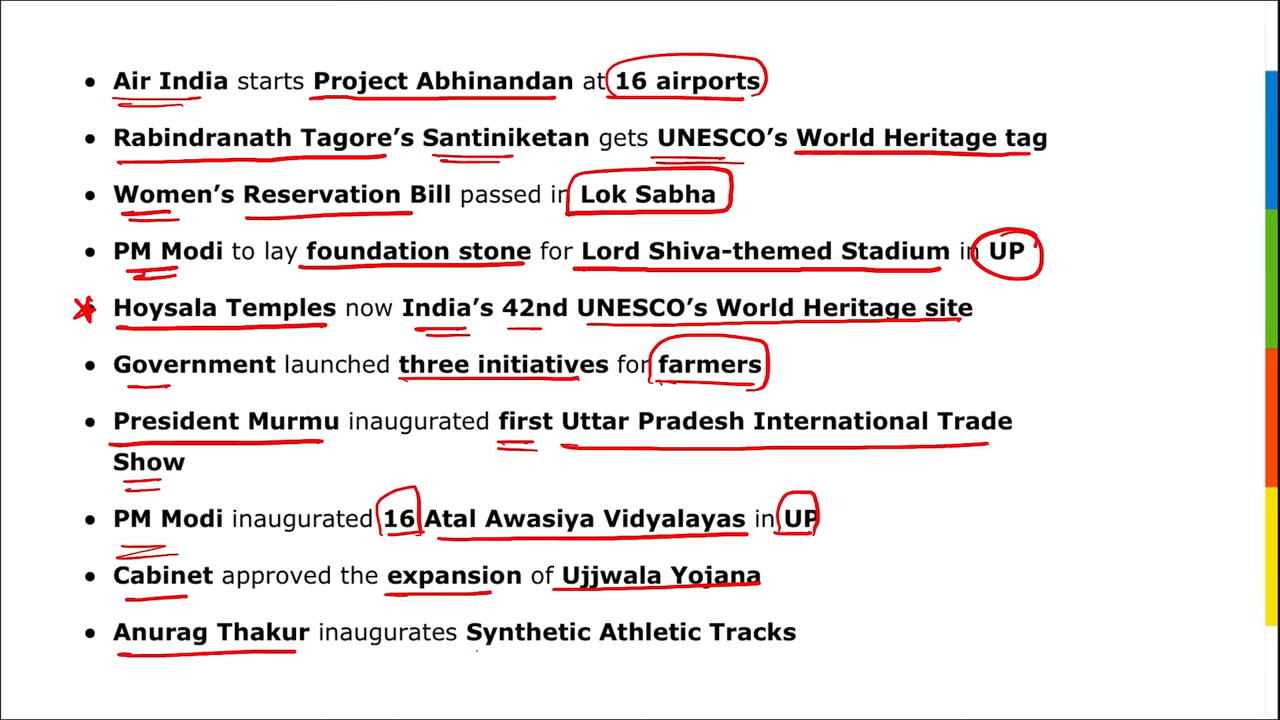 • Air India starts Project Abhinandan at 16 airports
• Rabindranath Tagore's Santiniketan gets UNESCO's World Heritage tag
• Women's Reservation Bill passed in Lok Sabha
• PM Modi to lay foundation stone for Lord Shiva-themed Stadium in UP
• Hoysala Temples now India's 42nd UNESCO's World Heritage site
• Government launched three initiatives for farmers
• President Murmu inaugurated first Uttar Pradesh International Trade
Show
• PM Modi inaugurated 16 Atal Awasiya Vidyalayas in UP
• Cabinet approved the expansion of Ujjwala Yojana
• Anurag Thakur inaugurates Synthetic Athletic Tracks